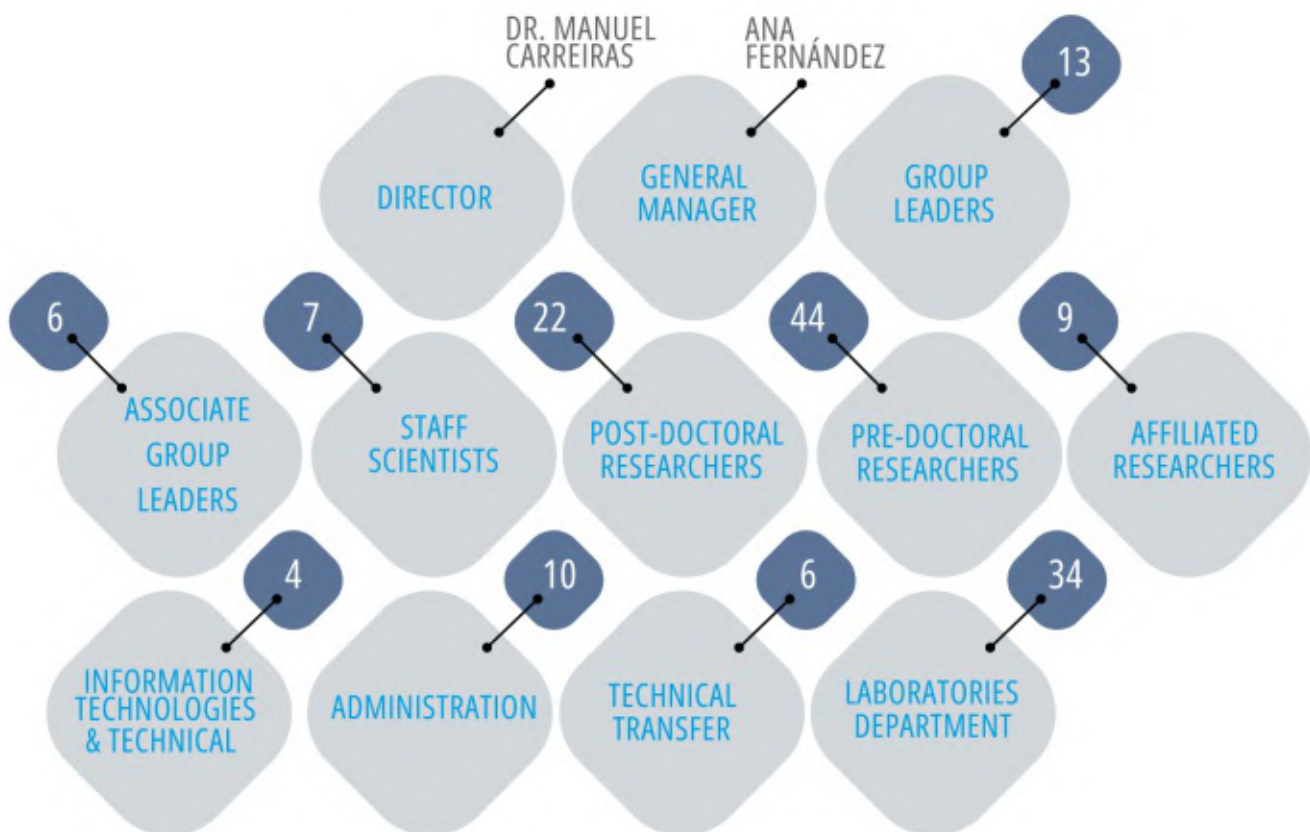 DR. MANUEL
CARREIRAS
ANA
FERNÁNDEZ
13
DIRECTOR
GENERAL
MANAGER
GROUP
LEADERS
6
7
22
44
9
ASSOCIATE
GROUP
LEADERS
STAFF
SCIENTISTS
POST-DOCTORAL
RESEARCHERS
PRE-DOCTORAL
RESEARCHERS
AFFILIATED
RESEARCHERS
4
10
6
34
INFORMATION
TECHNOLOGIES
& TECHNICAL
ADMINISTRATION
TECHNICAL
TRANSFER
LABORATORIES
DEPARTMENT